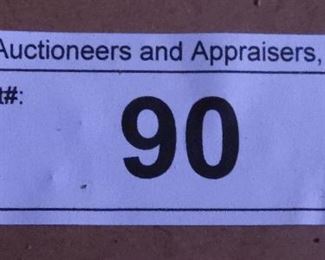 Auctioneers and Appraisers,
t#:
90